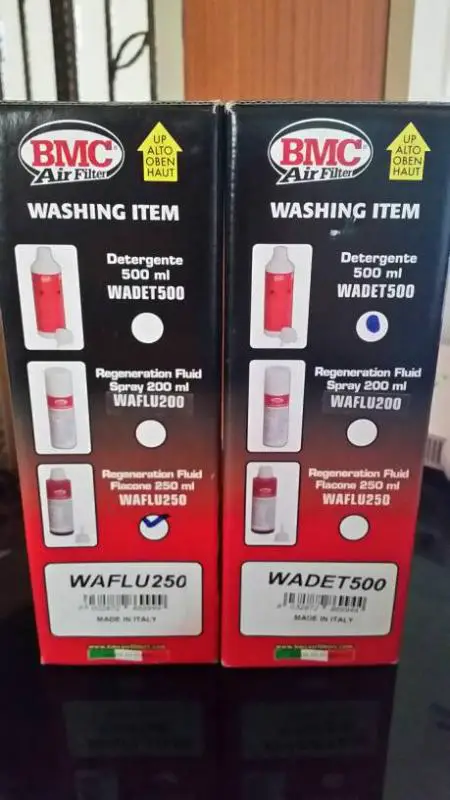 BMC
Air Filter
UP
ALTO
OBEN
HAUT
WASHING ITEM
Detergente
500 ml
WADET500
Regeneration Fluid
Spray 200 ml
WAFLU200
Regeneration Fluid
Flacone 250 ml
WAFLU250
WAFLU250
MADE IN ITALY
BMC
Air Filter
UP
ALTO
OBEN
HAUT
WASHING ITEM
Detergente
500 ml
WADET500
Regeneration Fluid
Spray 200 ml
WAFLU200
Regeneration Fluid
Flacone 250 ml
WAFLU250
WADET500
MADE IN ITALY